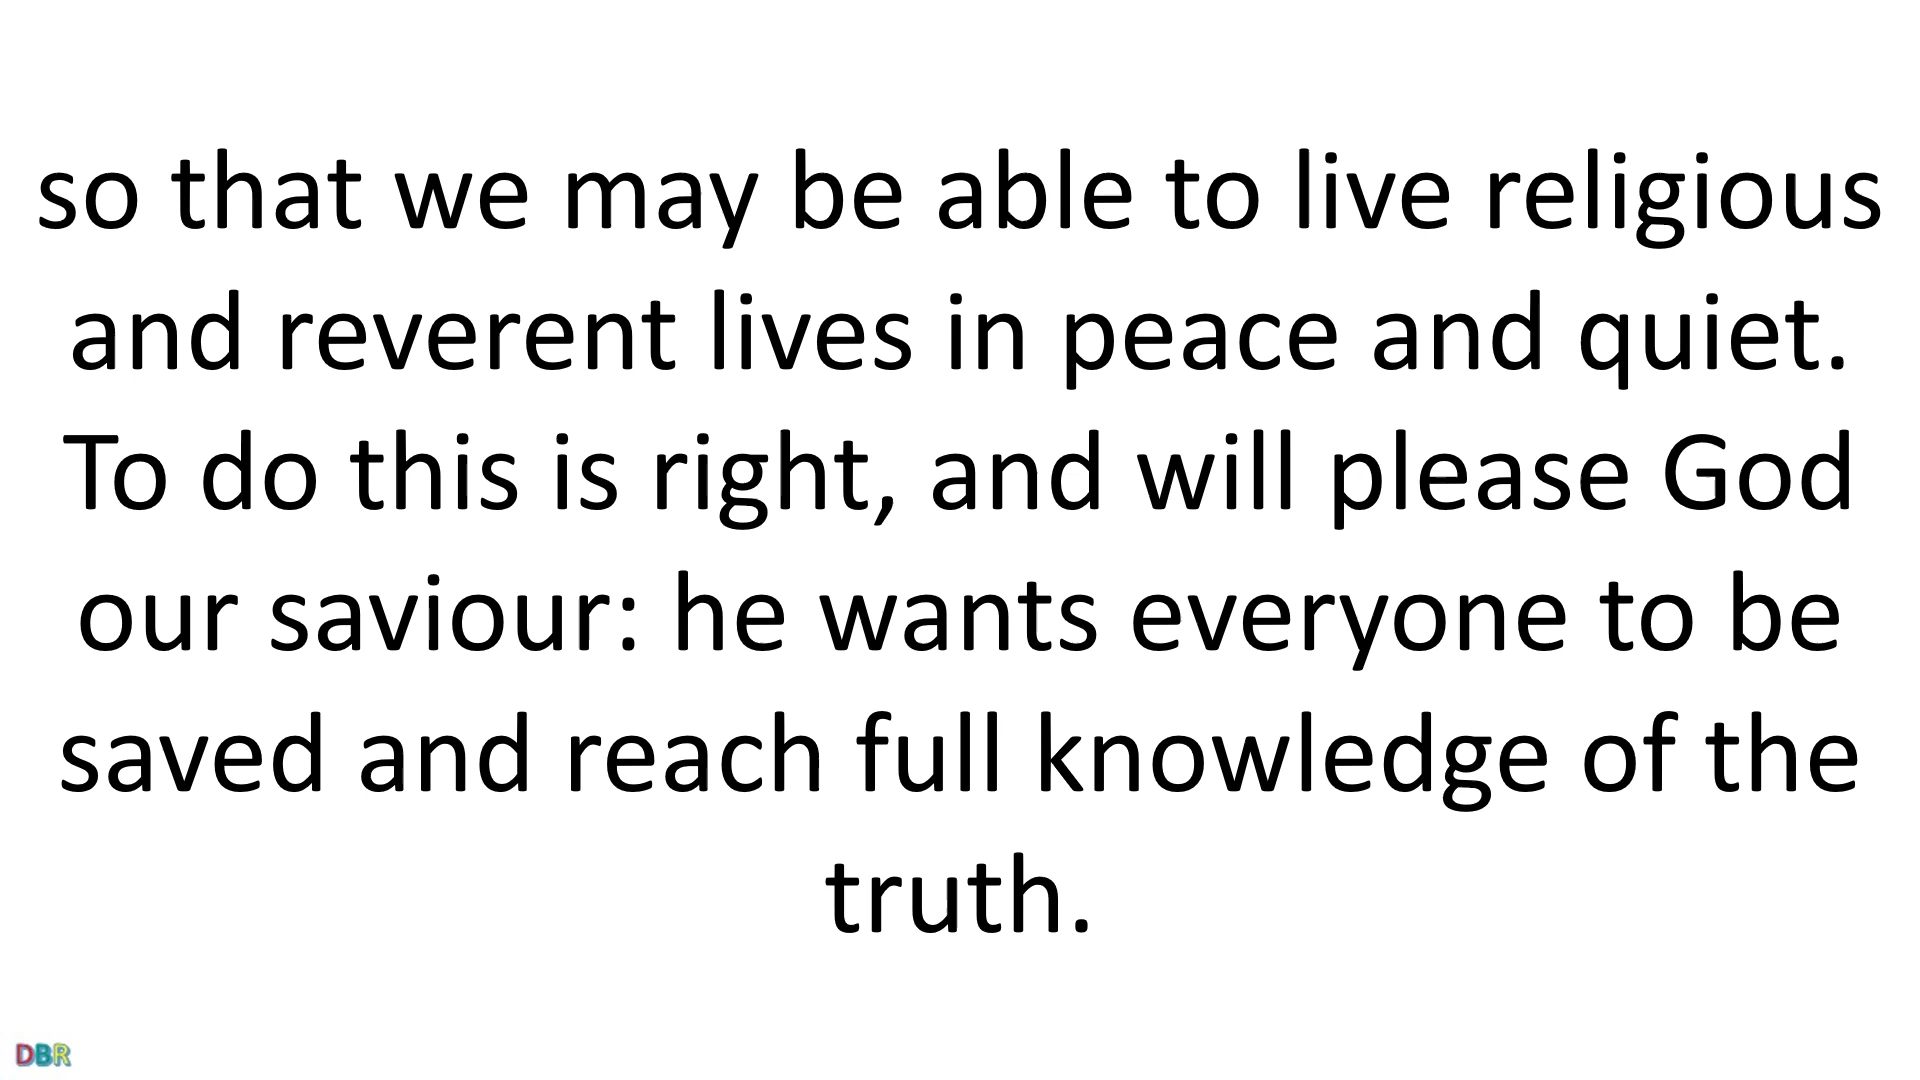 so that we may be able to live religious
and reverent lives in peace and quiet.
To do this is right, and will please God
our saviour: he wants everyone to be
saved and reach full knowledge of the
truth.
DBR